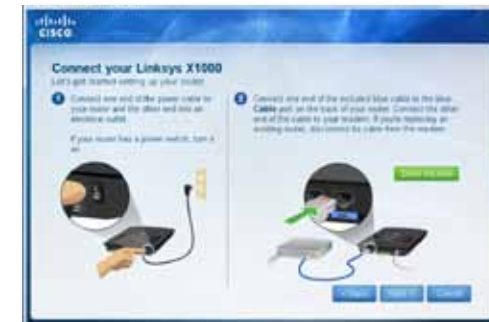 CISCO
Connect your Linksys X1000
Let's get started setting up your router.
1 Connect one end of the power cable to
your router and the other end into an
electrical outlet.
If your router has a power switch, turn it
on.
2 Connect one end of the included blue cable to the blue
Cable port on the back of your router. Connect the other
end of the cable to your modem. If you're replacing an
existing router, disconnect its cable from the modem.
Next
Cancel